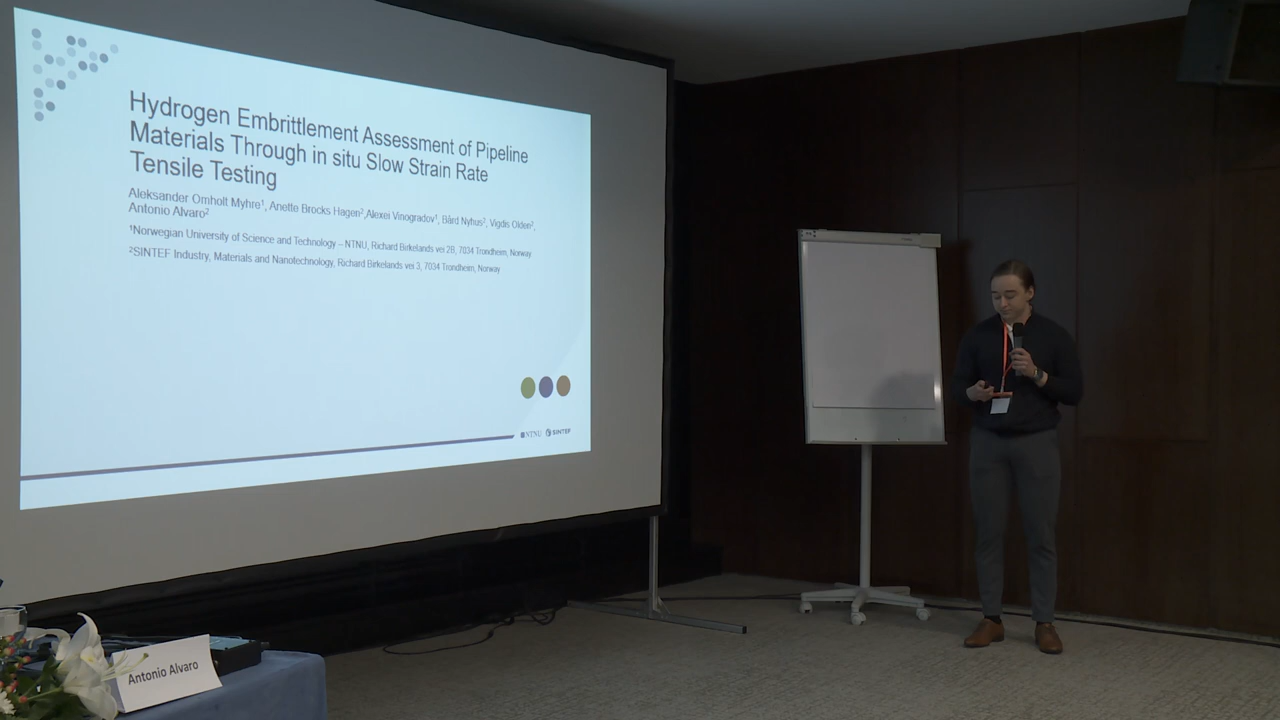 Hydrogen Embrittlement Assessment of Pipeline
Materials Through in situ Slow Strain Rate
Tensile Testing
Aleksander Omholt Myhre¹, Anette Brocks Hagen²,Alexei Vinogradov¹, Bård Nyhus², Vigdis Olden²,
Antonio Alvaro²
¹Norwegian University of Science and Technology – NTNU, Richard Birkelands vei 2B, 7034 Trondheim, Norway
²SINTEF Industry, Materials and Nanotechnology, Richard Birkelands vei 3, 7034 Trondheim, Norway
NTNU SINTEF
Antonio Alvaro